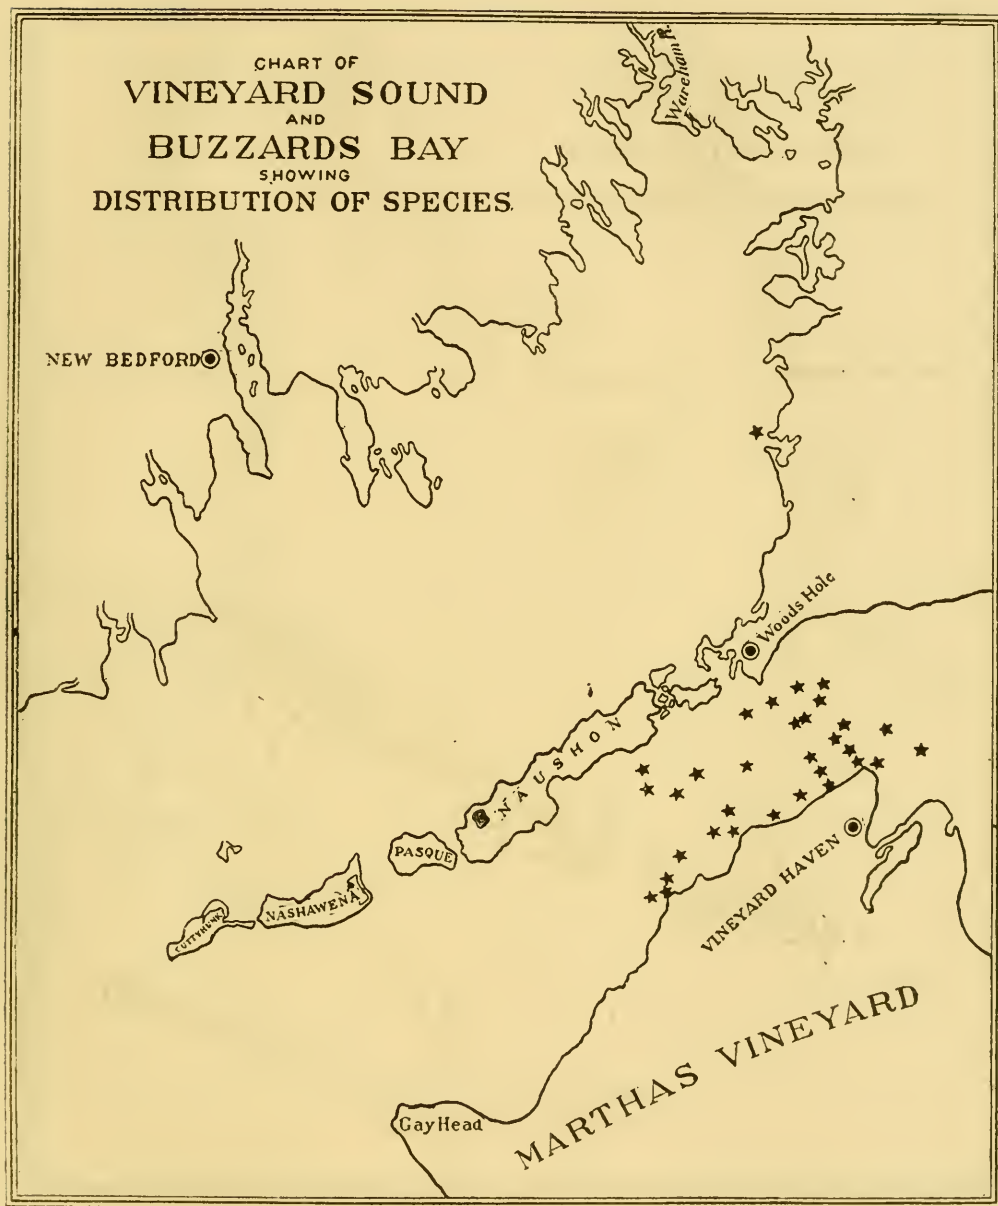 CHART OF
VINEYARD SOUND
AND
BUZZARDS BAY
SHOWING
DISTRIBUTION OF SPECIES.
Wareham R.
NEW BEDFORD
Woods Hole
NAUSHON
PASQUE
NASHAWENA
CUTTYHUNK
VINEYARD HAVEN
MARTHAS VINEYARD
Gay Head